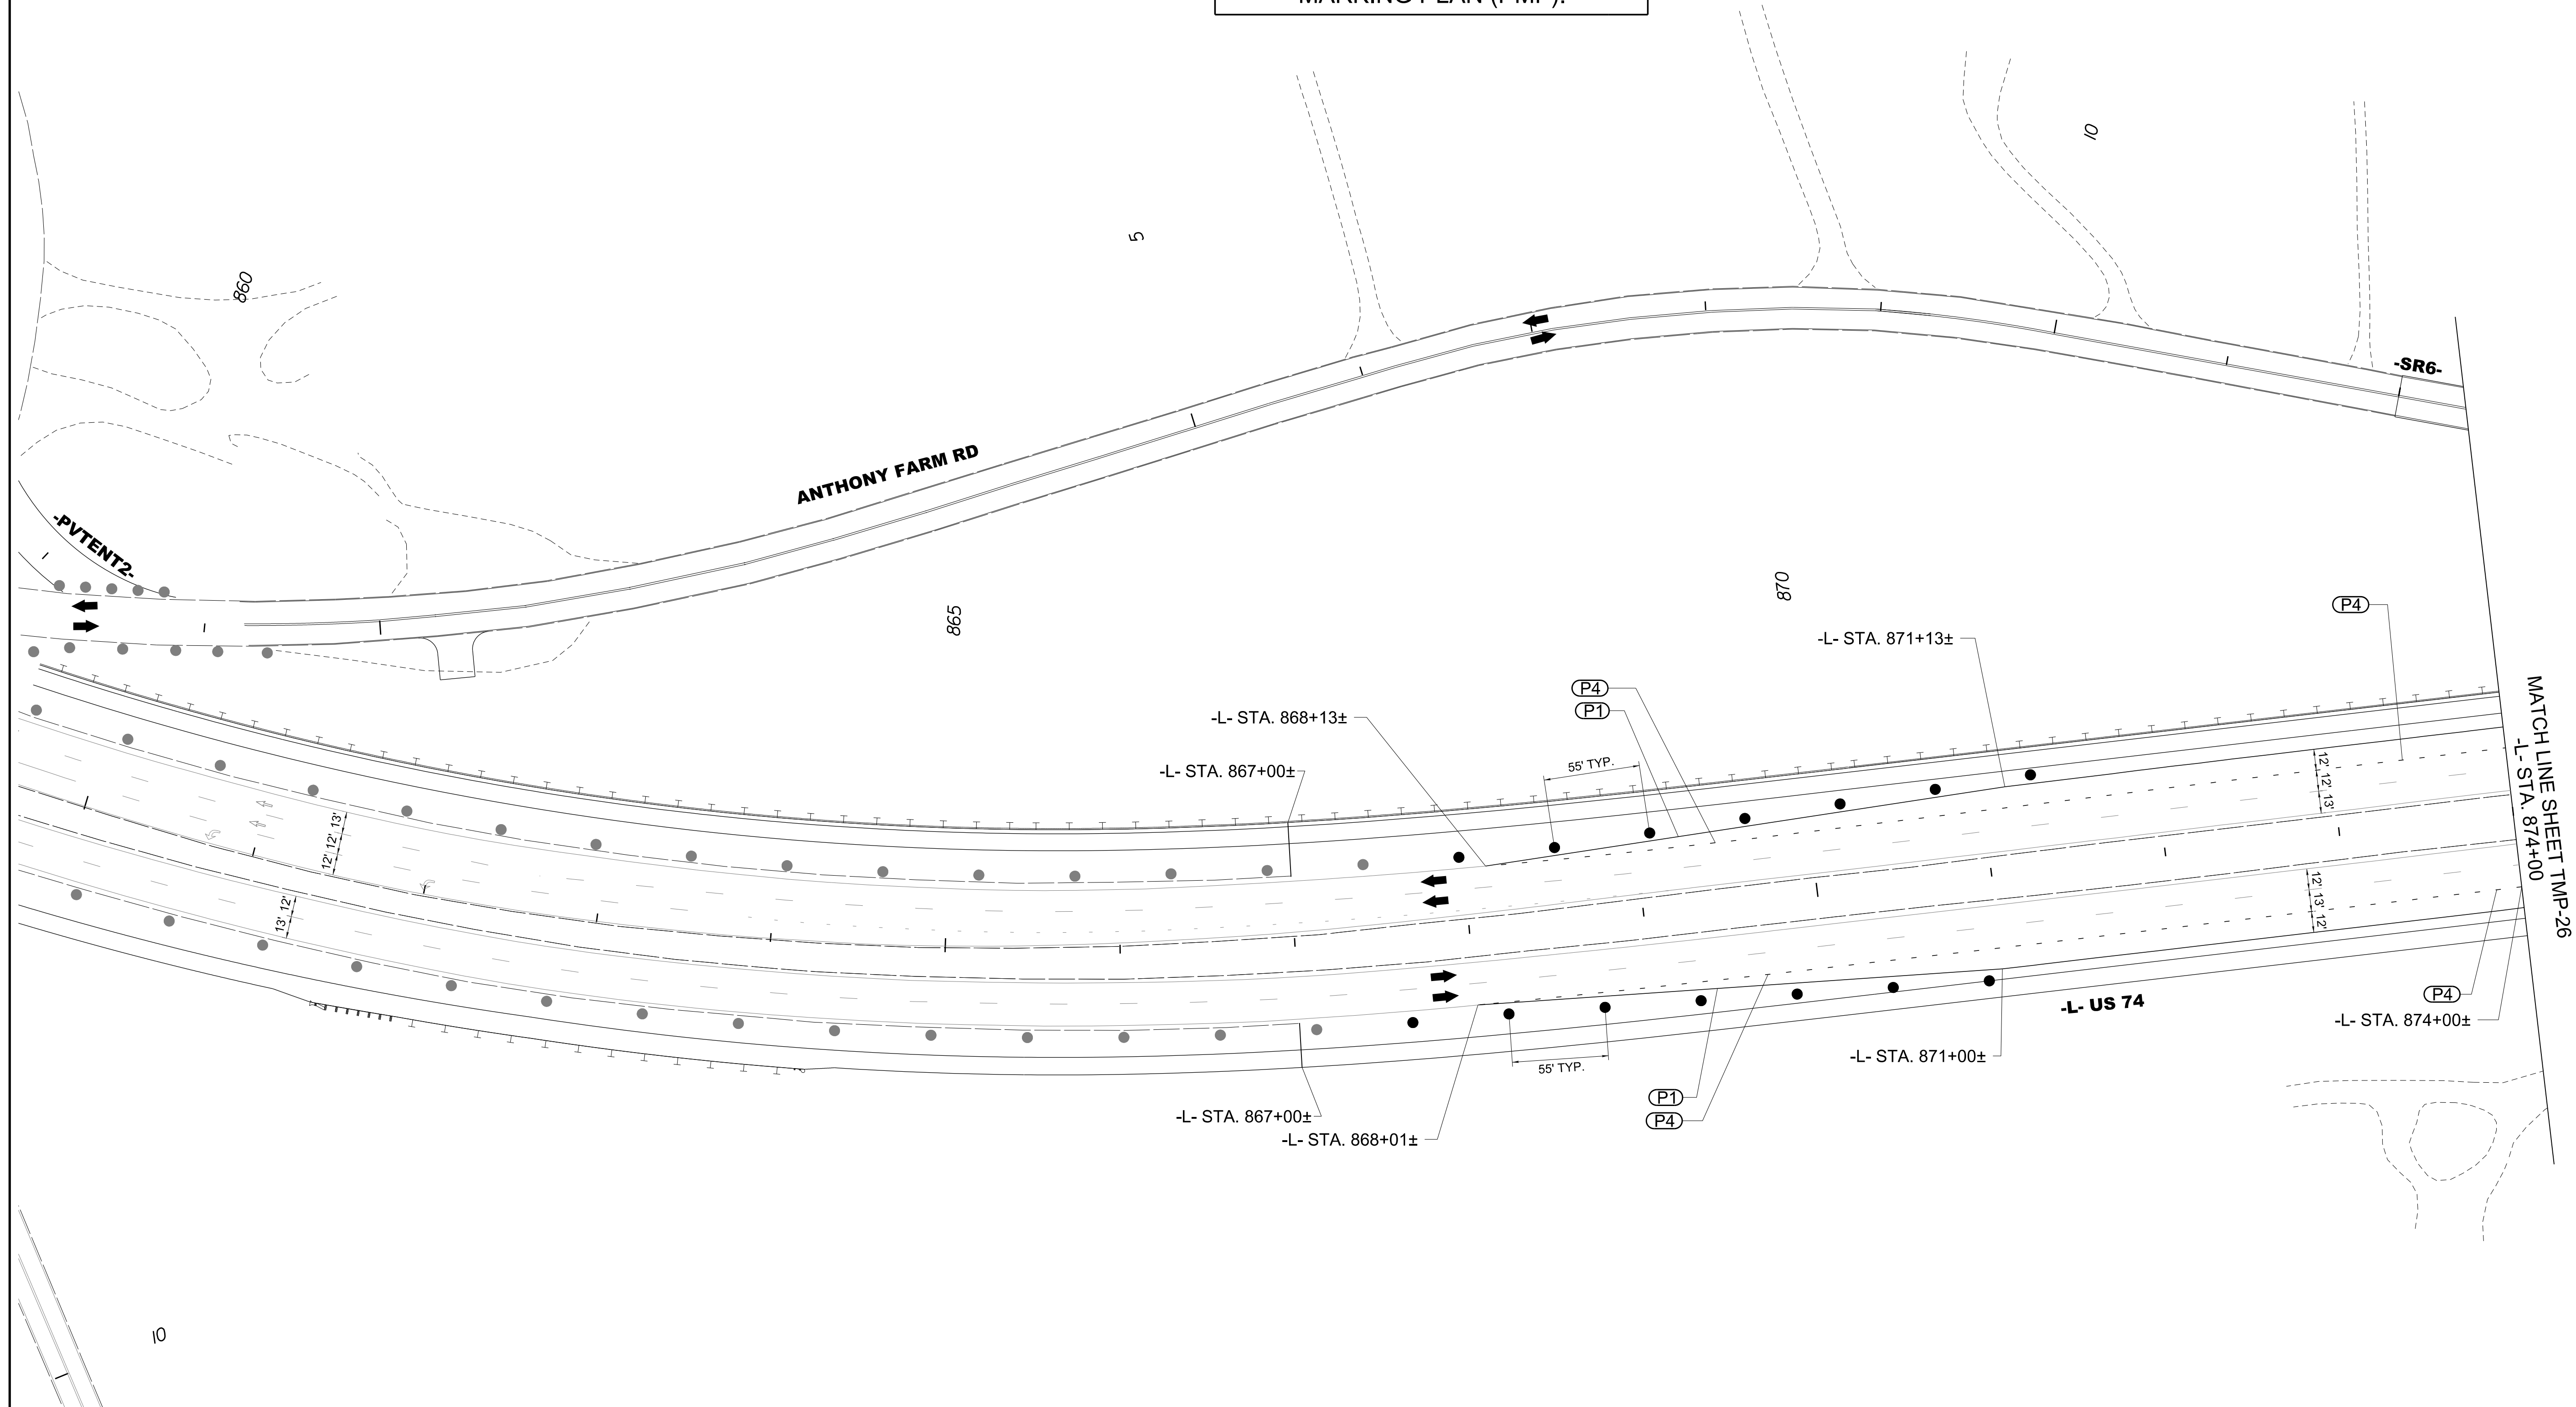 MARKING PLAN (PMP).
10
5
860
-SR6-
ANTHONY FARM RD
-PVTENT2-
865
870
P4
-L- STA. 871+13±
P4
P1
-L- STA. 868+13±
55' TYP.
-L- STA. 867+00±
12' 12' 13'
12' 12' 13'
MATCH LINE SHEET TMP-26
-L- STA. 874+00
13' 12'
12' 13' 12'
P4
-L- US 74
-L- STA. 874+00±
-L- STA. 871+00±
55' TYP.
P1
-L- STA. 867+00±
P4
-L- STA. 868+01±
10